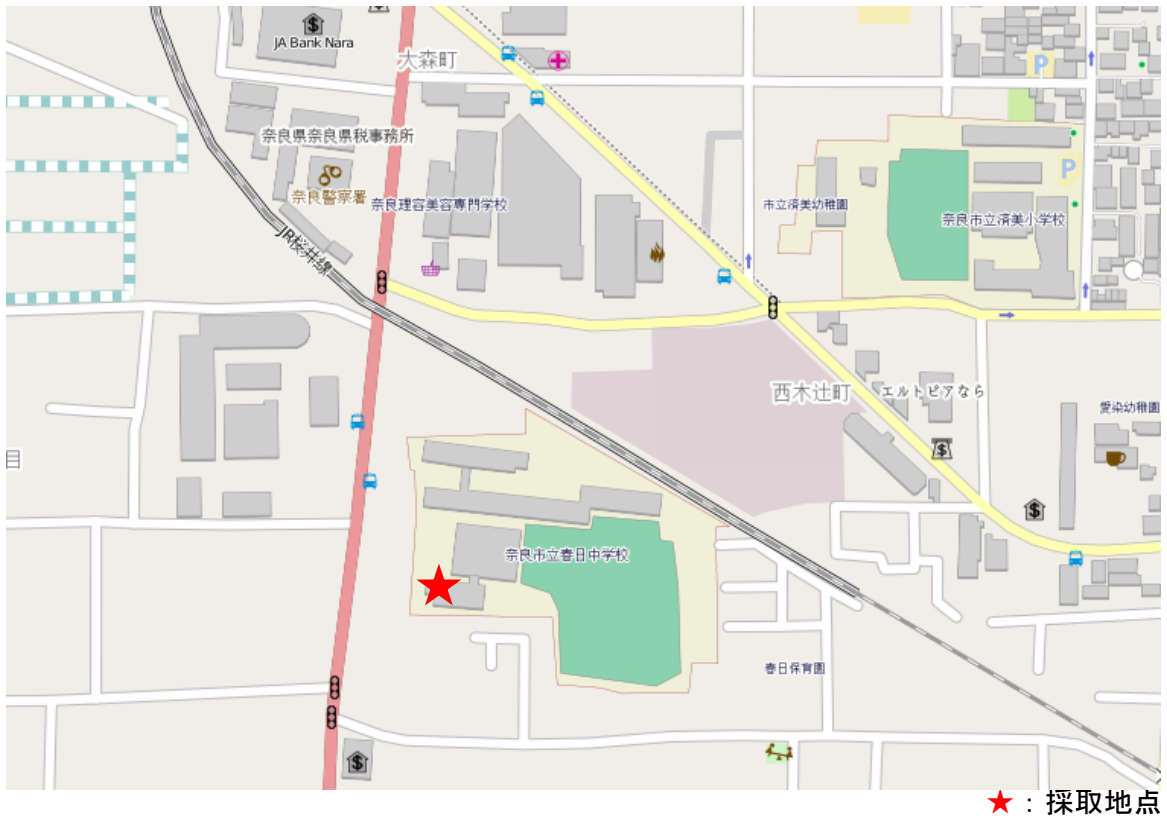 JA Bank Nara
大森町
P
奈良県奈良県税事務所
奈良警察署
奈良理容美容専門学校
P
市立済美幼稚園
奈良市立済美小学校
JR桜井線
西木辻町
エルトピアなら
愛染幼稚園
目
奈良市立春日中学校
春日保育園
★：採取地点